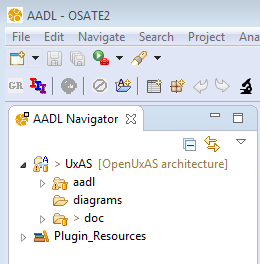 AADL - OSATE2
File Edit Navigate Search Project Ana
GR
AADL Navigator
> UxAS [OpenUxAS architecture]
aadl
diagrams
> doc
Plugin_Resources